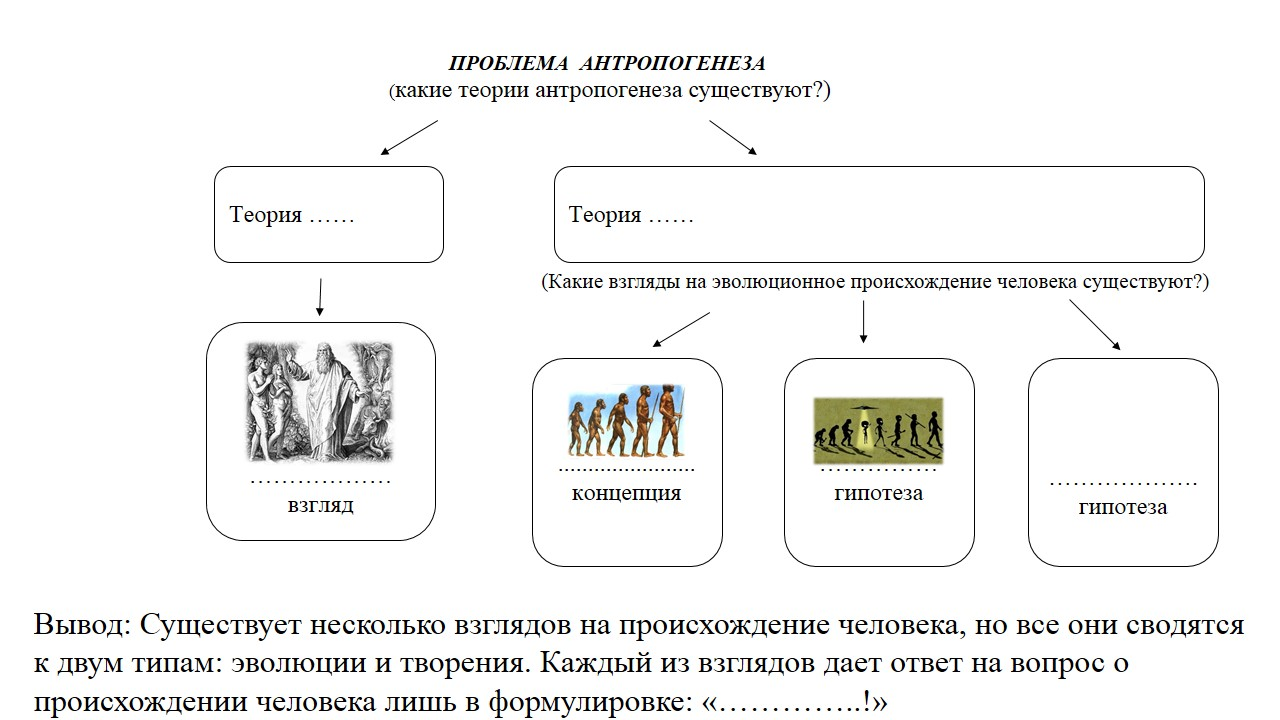 ПРОБЛЕМА АНТРОПОГЕНЕЗА
(какие теории антропогенеза существуют?)
Теория ……
Теория ……
(Какие взгляды на эволюционное происхождение человека существуют?)
………………
взгляд
.......................
концепция
……………
гипотеза
………………
гипотеза
Вывод: Существует несколько взглядов на происхождение человека, но все они сводятся
к двум типам: эволюции и творения. Каждый из взглядов дает ответ на вопрос о
происхождении человека лишь в формулировке: «…………..!»